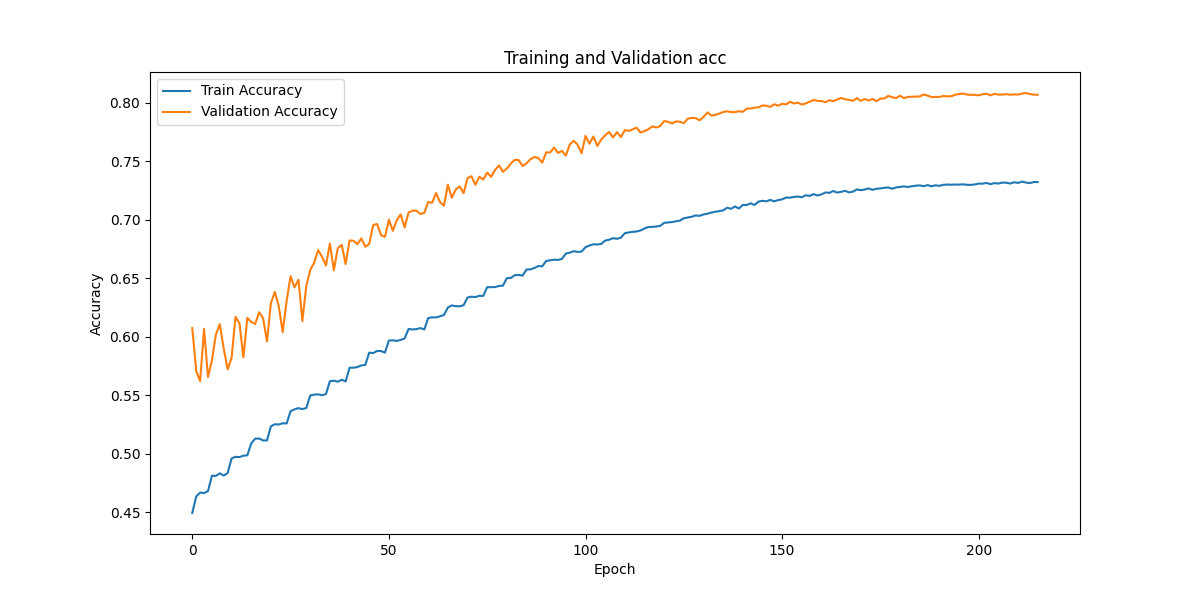 Training and Validation acc
Train Accuracy
Validation Accuracy
0.80
0.75
0.70
0.65
0.60
0.55
0.50
0.45
Accuracy
0 50 100 150 200
Epoch